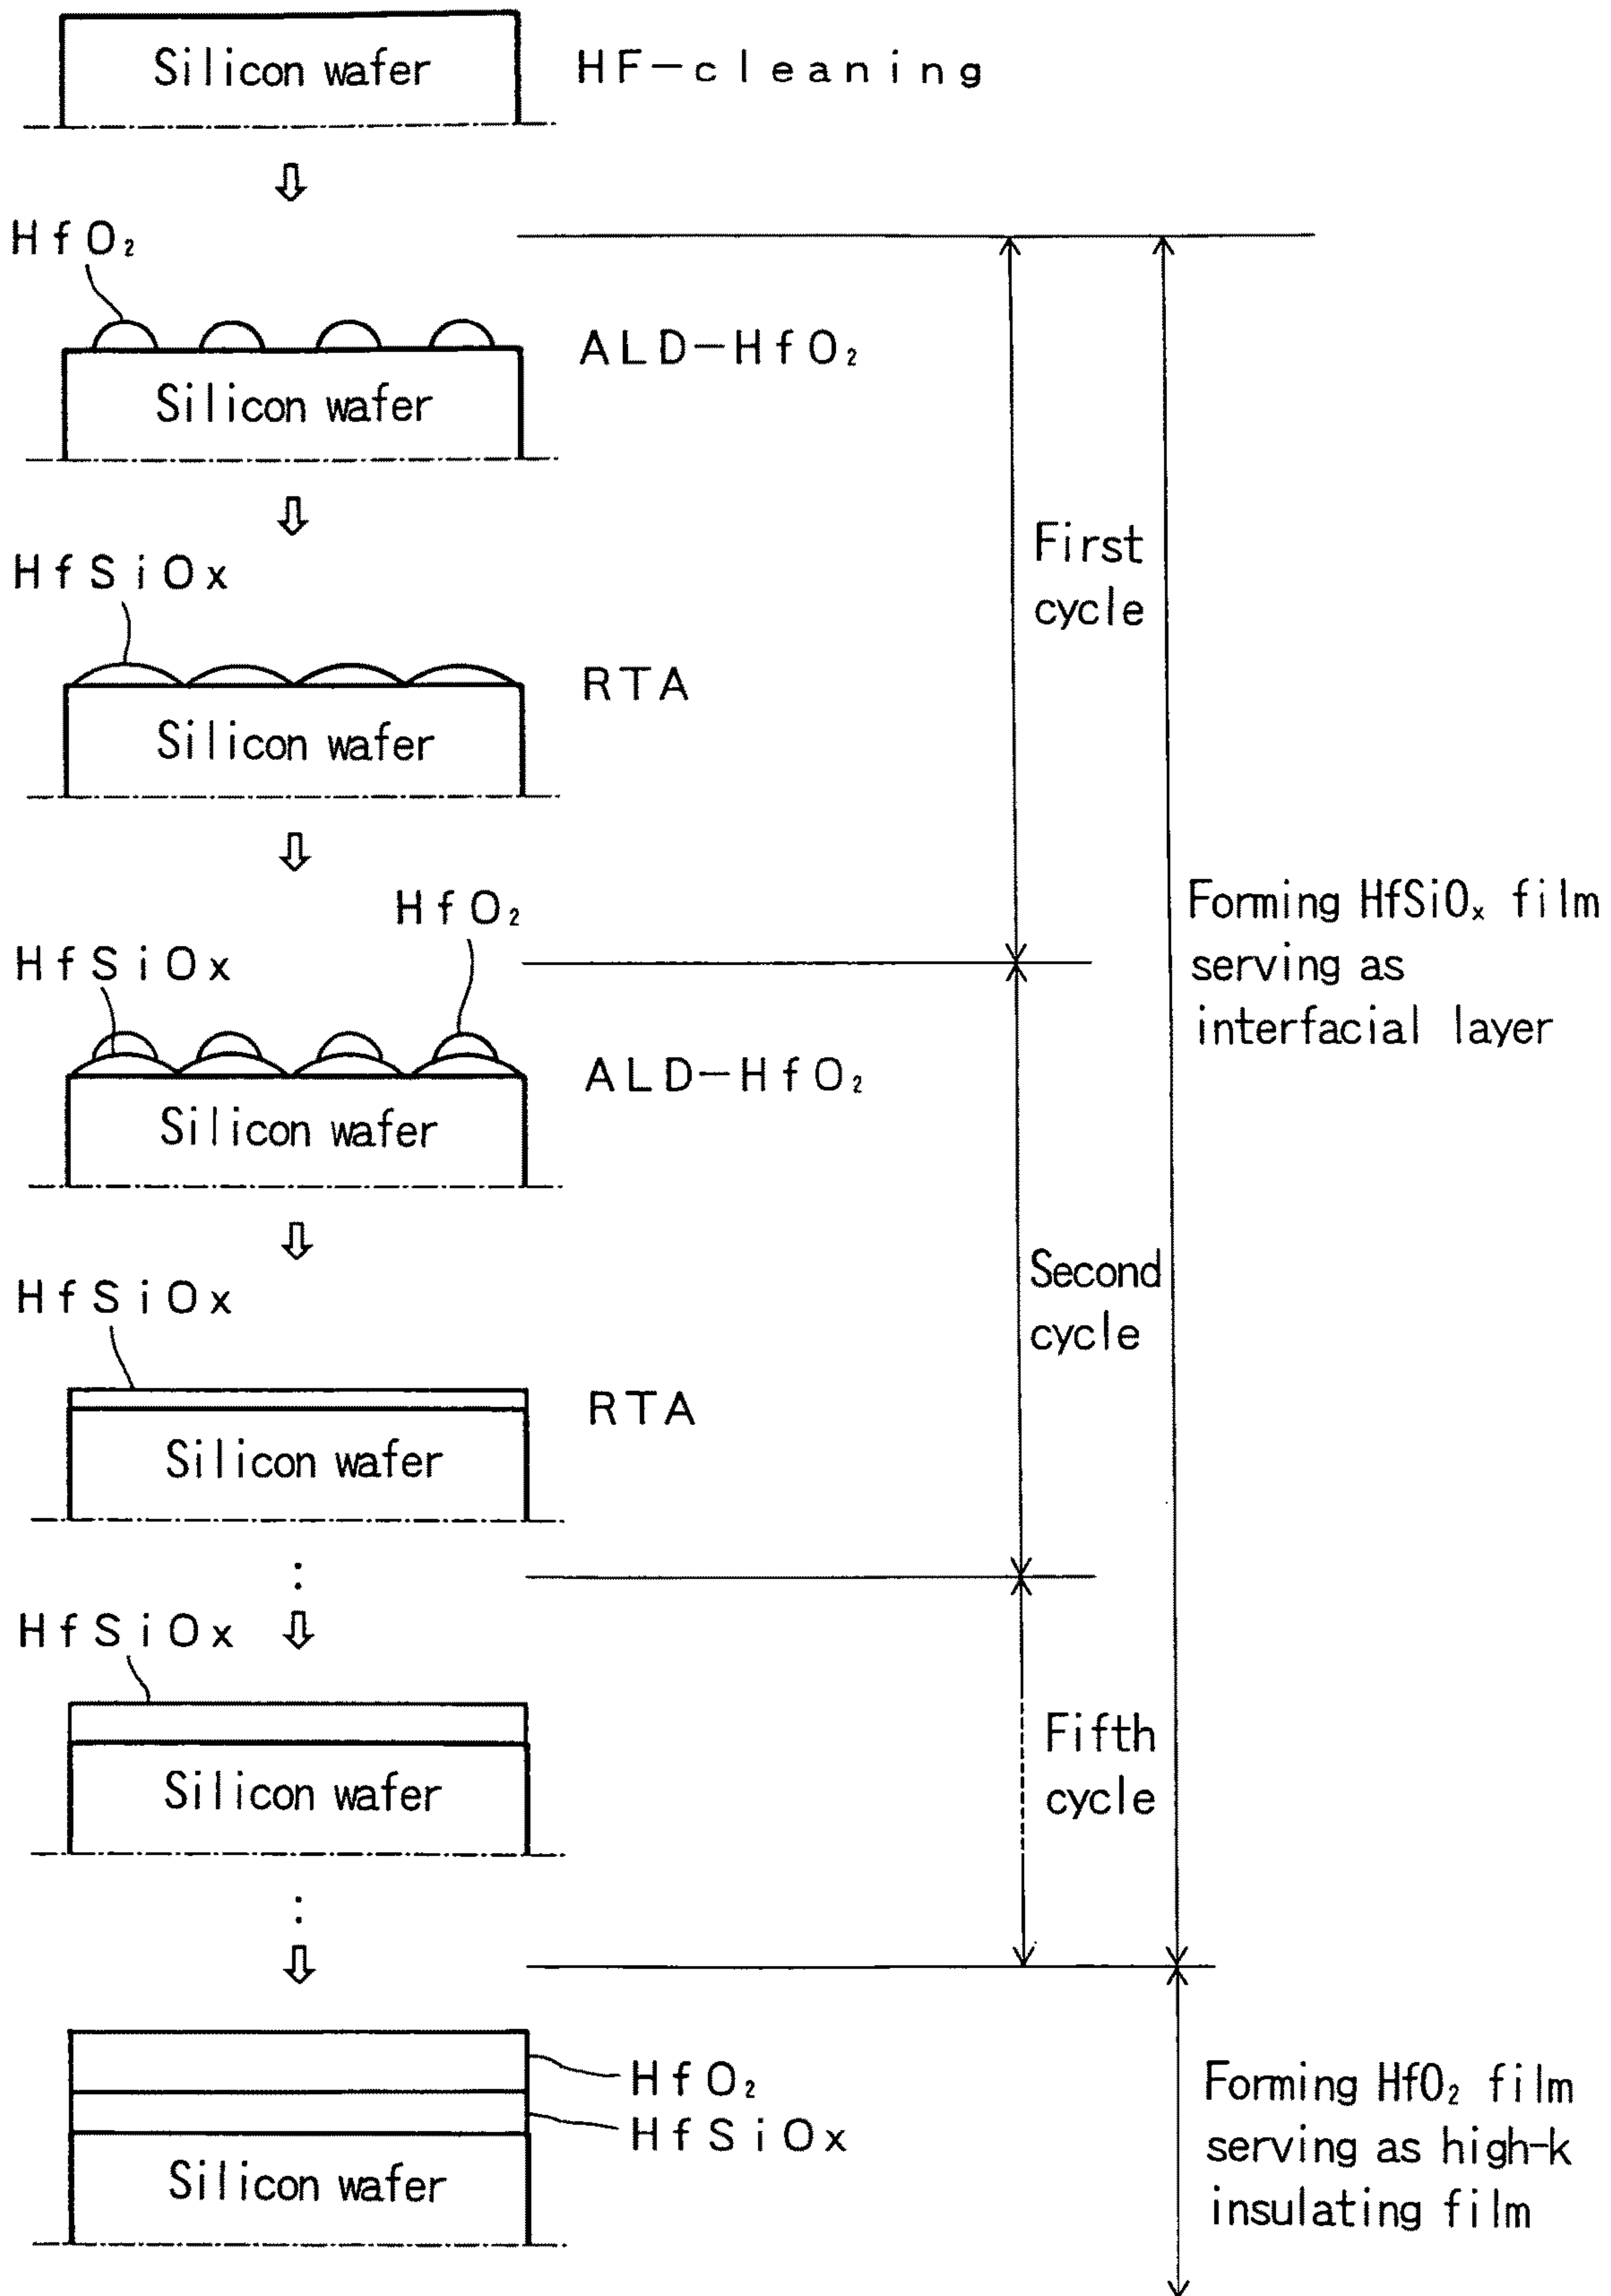 Silicon wafer
HF-cleaning
HfO₂
ALD-HfO₂
Silicon wafer
First
cycle
HfSiOx
RTA
Silicon wafer
HfO₂
HfSiOx
Forming HfSiOₓ film
serving as
interfacial layer
ALD-HfO₂
Silicon wafer
Second
cycle
HfSiOx
RTA
Silicon wafer
:
HfSiOx
Fifth
cycle
Silicon wafer
:
HfO₂
HfSiOx
Silicon wafer
Forming HfO₂ film
serving as high-k
insulating film